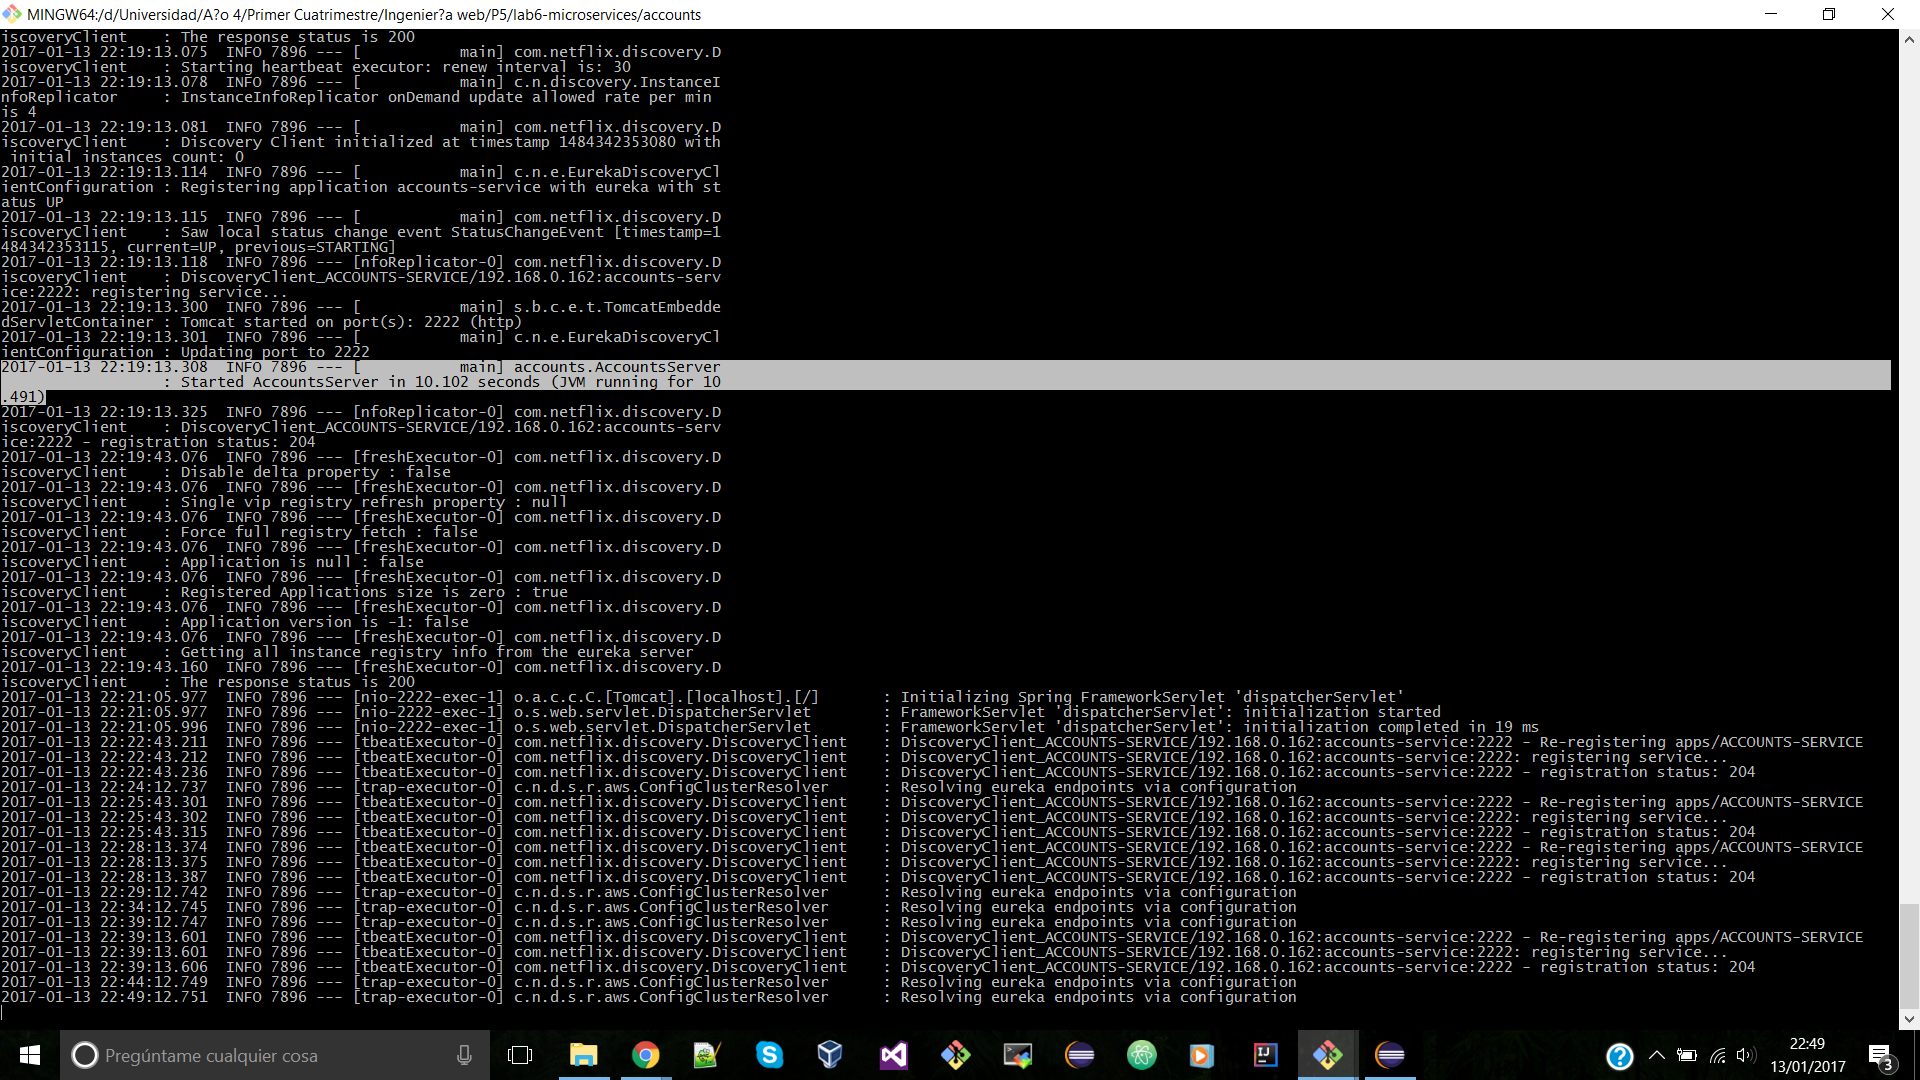 MINGW64:/d/Universidad/A?o 4/Primer Cuatrimestre/Ingenier?a web/P5/lab6-microservices/accounts
iscoveryClient    : The response status is 200
2017-01-13 22:19:13.075  INFO 7896 --- [           main] com.netflix.discovery.D
iscoveryClient    : Starting heartbeat executor: renew interval is: 30
2017-01-13 22:19:13.078  INFO 7896 --- [           main] c.n.discovery.InstanceI
nfoReplicator     : InstanceInfoReplicator onDemand update allowed rate per min
is 4
2017-01-13 22:19:13.081  INFO 7896 --- [           main] com.netflix.discovery.D
iscoveryClient    : Discovery Client initialized at timestamp 1484342353080 with
 initial instances count: 0
2017-01-13 22:19:13.114  INFO 7896 --- [           main] c.n.e.EurekaDiscoveryCl
ientConfiguration : Registering application accounts-service with eureka with st
atus UP
2017-01-13 22:19:13.115  INFO 7896 --- [           main] com.netflix.discovery.D
iscoveryClient    : Saw local status change event StatusChangeEvent [timestamp=1
484342353115, current=UP, previous=STARTING]
2017-01-13 22:19:13.118  INFO 7896 --- [nfoReplicator-0] com.netflix.discovery.D
iscoveryClient    : DiscoveryClient_ACCOUNTS-SERVICE/192.168.0.162:accounts-serv
ice:2222: registering service...
2017-01-13 22:19:13.300  INFO 7896 --- [           main] s.b.c.e.t.TomcatEmbedde
dServletContainer : Tomcat started on port(s): 2222 (http)
2017-01-13 22:19:13.301  INFO 7896 --- [           main] c.n.e.EurekaDiscoveryCl
ientConfiguration : Updating port to 2222
2017-01-13 22:19:13.308  INFO 7896 --- [           main] accounts.AccountsServer
                  : Started AccountsServer in 10.102 seconds (JVM running for 10
.491)
2017-01-13 22:19:13.325  INFO 7896 --- [nfoReplicator-0] com.netflix.discovery.D
iscoveryClient    : DiscoveryClient_ACCOUNTS-SERVICE/192.168.0.162:accounts-serv
ice:2222 - registration status: 204
2017-01-13 22:19:43.076  INFO 7896 --- [freshExecutor-0] com.netflix.discovery.D
iscoveryClient    : Disable delta property : false
2017-01-13 22:19:43.076  INFO 7896 --- [freshExecutor-0] com.netflix.discovery.D
iscoveryClient    : Single vip registry refresh property : null
2017-01-13 22:19:43.076  INFO 7896 --- [freshExecutor-0] com.netflix.discovery.D
iscoveryClient    : Force full registry fetch : false
2017-01-13 22:19:43.076  INFO 7896 --- [freshExecutor-0] com.netflix.discovery.D
iscoveryClient    : Application is null : false
2017-01-13 22:19:43.076  INFO 7896 --- [freshExecutor-0] com.netflix.discovery.D
iscoveryClient    : Registered Applications size is zero : true
2017-01-13 22:19:43.076  INFO 7896 --- [freshExecutor-0] com.netflix.discovery.D
iscoveryClient    : Application version is -1: false
2017-01-13 22:19:43.076  INFO 7896 --- [freshExecutor-0] com.netflix.discovery.D
iscoveryClient    : Getting all instance registry info from the eureka server
2017-01-13 22:19:43.160  INFO 7896 --- [freshExecutor-0] com.netflix.discovery.D
iscoveryClient    : The response status is 200
2017-01-13 22:21:05.977  INFO 7896 --- [nio-2222-exec-1] o.a.c.c.C.[Tomcat].[localhost].[/]       : Initializing Spring FrameworkServlet 'dispatcherServlet'
2017-01-13 22:21:05.977  INFO 7896 --- [nio-2222-exec-1] o.s.web.servlet.DispatcherServlet        : FrameworkServlet 'dispatcherServlet': initialization started
2017-01-13 22:21:05.996  INFO 7896 --- [nio-2222-exec-1] o.s.web.servlet.DispatcherServlet        : FrameworkServlet 'dispatcherServlet': initialization completed in 19 ms
2017-01-13 22:22:43.211  INFO 7896 --- [tbeatExecutor-0] com.netflix.discovery.DiscoveryClient    : DiscoveryClient_ACCOUNTS-SERVICE/192.168.0.162:accounts-service:2222 - Re-registering apps/ACCOUNTS-SERVICE
2017-01-13 22:22:43.212  INFO 7896 --- [tbeatExecutor-0] com.netflix.discovery.DiscoveryClient    : DiscoveryClient_ACCOUNTS-SERVICE/192.168.0.162:accounts-service:2222: registering service...
2017-01-13 22:22:43.236  INFO 7896 --- [tbeatExecutor-0] com.netflix.discovery.DiscoveryClient    : DiscoveryClient_ACCOUNTS-SERVICE/192.168.0.162:accounts-service:2222 - registration status: 204
2017-01-13 22:24:12.737  INFO 7896 --- [trap-executor-0] c.n.d.s.r.aws.ConfigClusterResolver      : Resolving eureka endpoints via configuration
2017-01-13 22:25:43.301  INFO 7896 --- [tbeatExecutor-0] com.netflix.discovery.DiscoveryClient    : DiscoveryClient_ACCOUNTS-SERVICE/192.168.0.162:accounts-service:2222 - Re-registering apps/ACCOUNTS-SERVICE
2017-01-13 22:25:43.302  INFO 7896 --- [tbeatExecutor-0] com.netflix.discovery.DiscoveryClient    : DiscoveryClient_ACCOUNTS-SERVICE/192.168.0.162:accounts-service:2222: registering service...
2017-01-13 22:25:43.315  INFO 7896 --- [tbeatExecutor-0] com.netflix.discovery.DiscoveryClient    : DiscoveryClient_ACCOUNTS-SERVICE/192.168.0.162:accounts-service:2222 - registration status: 204
2017-01-13 22:28:13.374  INFO 7896 --- [tbeatExecutor-0] com.netflix.discovery.DiscoveryClient    : DiscoveryClient_ACCOUNTS-SERVICE/192.168.0.162:accounts-service:2222 - Re-registering apps/ACCOUNTS-SERVICE
2017-01-13 22:28:13.375  INFO 7896 --- [tbeatExecutor-0] com.netflix.discovery.DiscoveryClient    : DiscoveryClient_ACCOUNTS-SERVICE/192.168.0.162:accounts-service:2222: registering service...
2017-01-13 22:28:13.387  INFO 7896 --- [tbeatExecutor-0] com.netflix.discovery.DiscoveryClient    : DiscoveryClient_ACCOUNTS-SERVICE/192.168.0.162:accounts-service:2222 - registration status: 204
2017-01-13 22:29:12.742  INFO 7896 --- [trap-executor-0] c.n.d.s.r.aws.ConfigClusterResolver      : Resolving eureka endpoints via configuration
2017-01-13 22:34:12.745  INFO 7896 --- [trap-executor-0] c.n.d.s.r.aws.ConfigClusterResolver      : Resolving eureka endpoints via configuration
2017-01-13 22:39:12.747  INFO 7896 --- [trap-executor-0] c.n.d.s.r.aws.ConfigClusterResolver      : Resolving eureka endpoints via configuration
2017-01-13 22:39:13.601  INFO 7896 --- [tbeatExecutor-0] com.netflix.discovery.DiscoveryClient    : DiscoveryClient_ACCOUNTS-SERVICE/192.168.0.162:accounts-service:2222 - Re-registering apps/ACCOUNTS-SERVICE
2017-01-13 22:39:13.601  INFO 7896 --- [tbeatExecutor-0] com.netflix.discovery.DiscoveryClient    : DiscoveryClient_ACCOUNTS-SERVICE/192.168.0.162:accounts-service:2222: registering service...
2017-01-13 22:39:13.606  INFO 7896 --- [tbeatExecutor-0] com.netflix.discovery.DiscoveryClient    : DiscoveryClient_ACCOUNTS-SERVICE/192.168.0.162:accounts-service:2222 - registration status: 204
2017-01-13 22:44:12.749  INFO 7896 --- [trap-executor-0] c.n.d.s.r.aws.ConfigClusterResolver      : Resolving eureka endpoints via configuration
2017-01-13 22:49:12.751  INFO 7896 --- [trap-executor-0] c.n.d.s.r.aws.ConfigClusterResolver      : Resolving eureka endpoints via configuration
Pregúntame cualquier cosa
22:49
13/01/2017
3